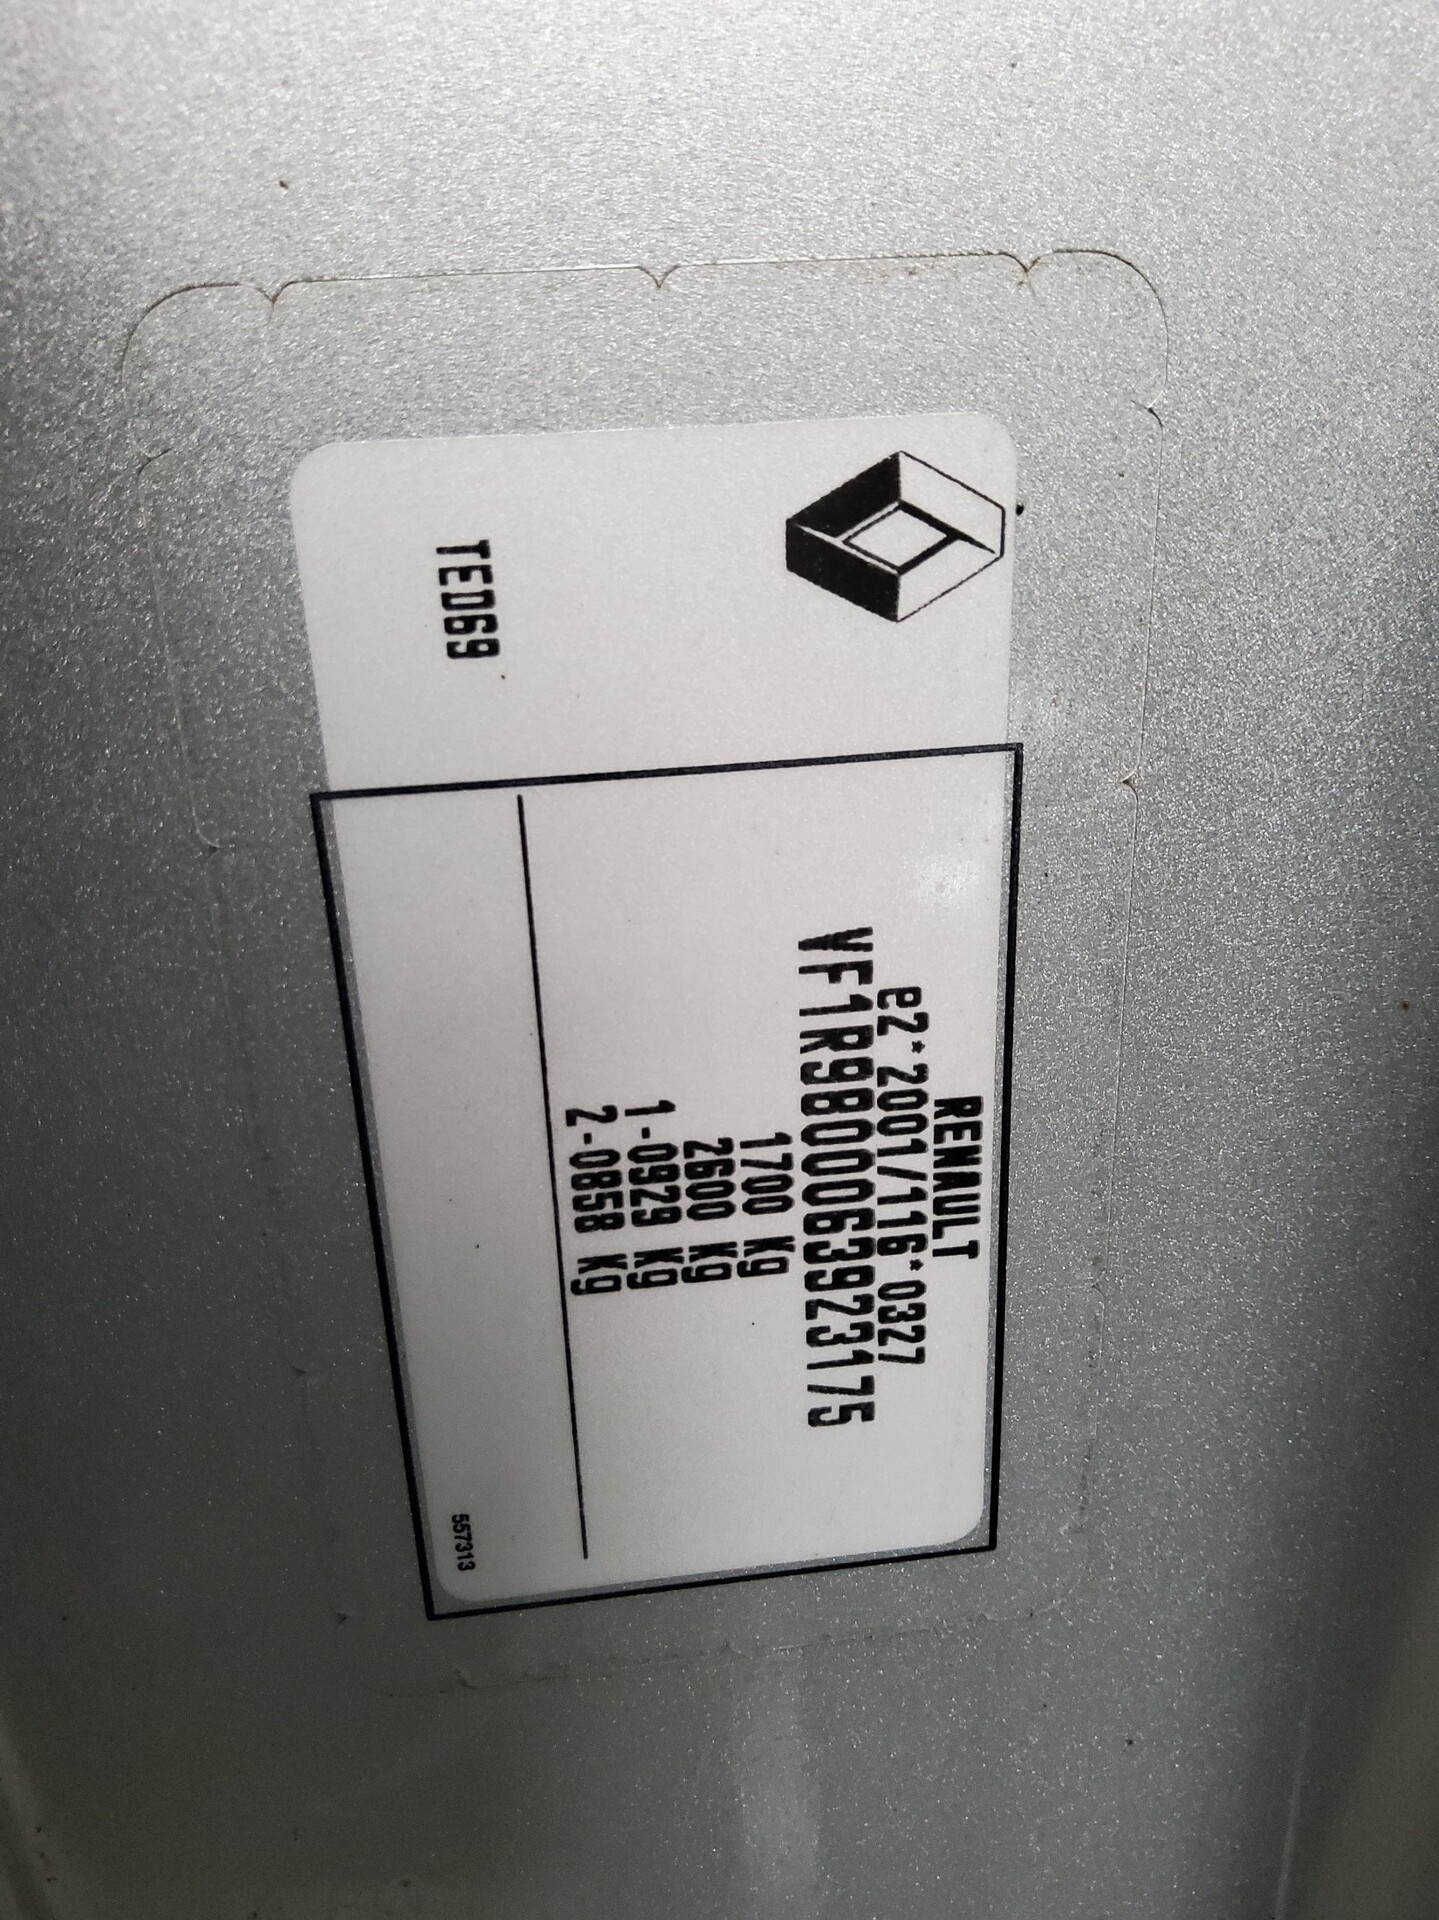 RENAULT
e2*2001/116*0327
VF1R9800063923175
1700 Kg
2600 Kg
1-0929 Kg
2-0858 Kg
TED69
557313